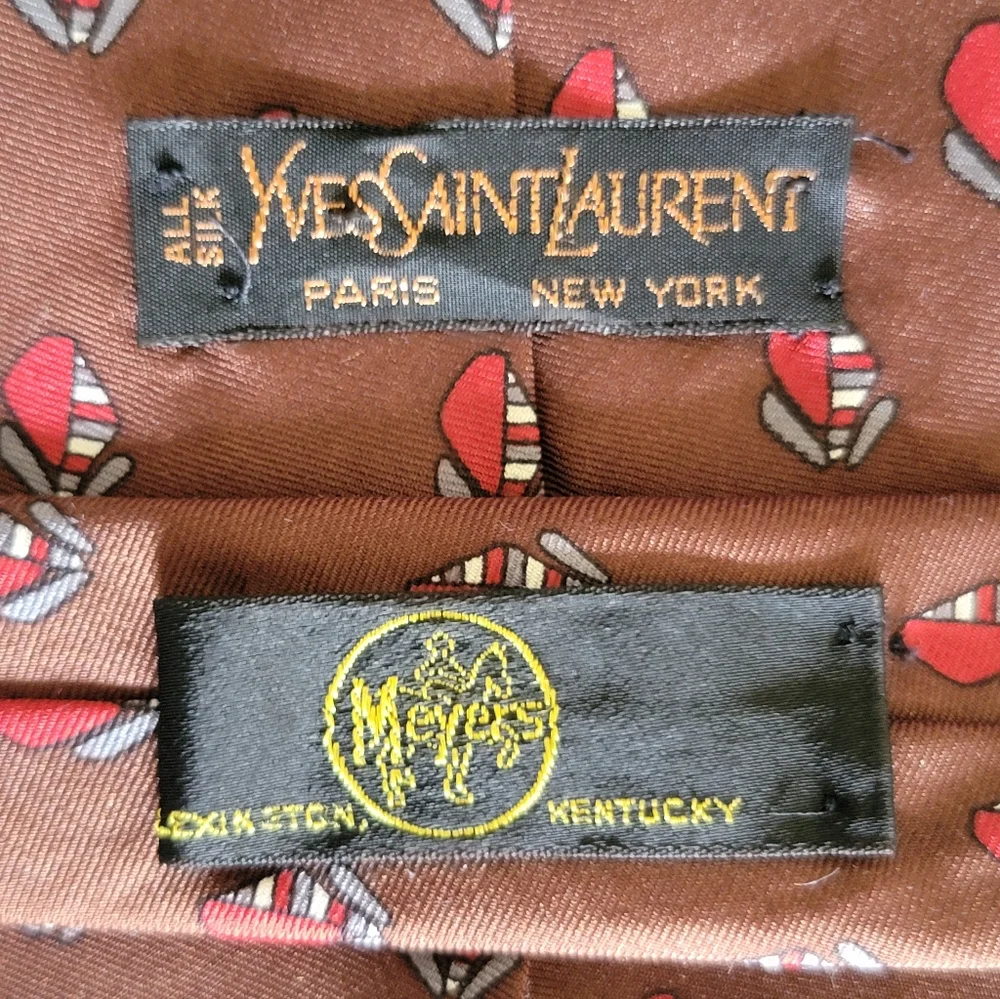 ALL
SILK
YVES SAINT LAURENT
PARIS NEW YORK
Meyers
LEXINGTON, KENTUCKY